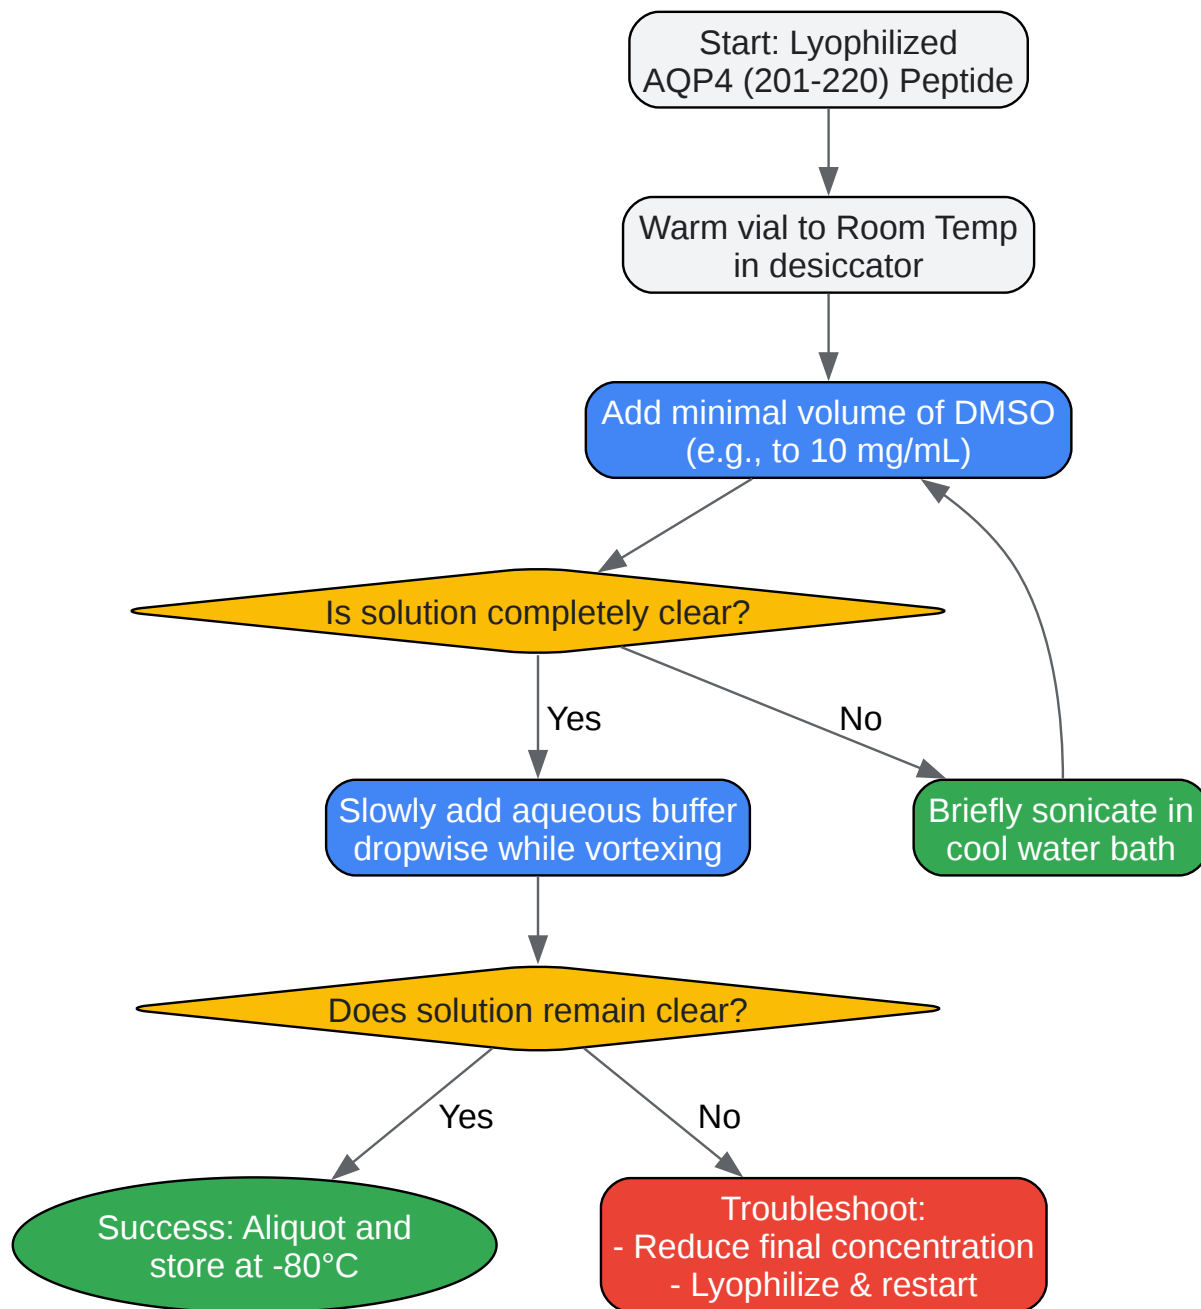 Start: Lyophilized
AQP4 (201-220) Peptide
Warm vial to Room Temp
in desiccator
Add minimal volume of DMSO
(e.g., to 10 mg/mL)
Is solution completely clear?
Yes
No
Slowly add aqueous buffer
dropwise while vortexing
Briefly sonicate in
cool water bath
Does solution remain clear?
Yes
No
Success: Aliquot and
store at -80°C
Troubleshoot:
- Reduce final concentration
- Lyophilize & restart